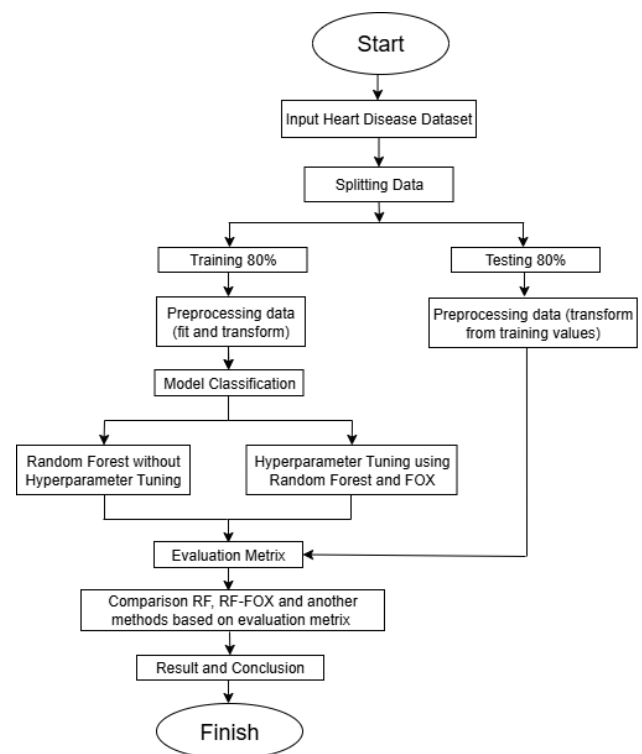 Start
Input Heart Disease Dataset
Splitting Data
Training 80%
Testing 80%
Preprocessing data
(fit and transform)
Preprocessing data (transform
from training values)
Model Classification
Random Forest without
Hyperparameter Tuning
Hyperparameter Tuning using
Random Forest and FOX
Evaluation Metrix
Comparison RF, RF-FOX and another
methods based on evaluation metrix
Result and Conclusion
Finish